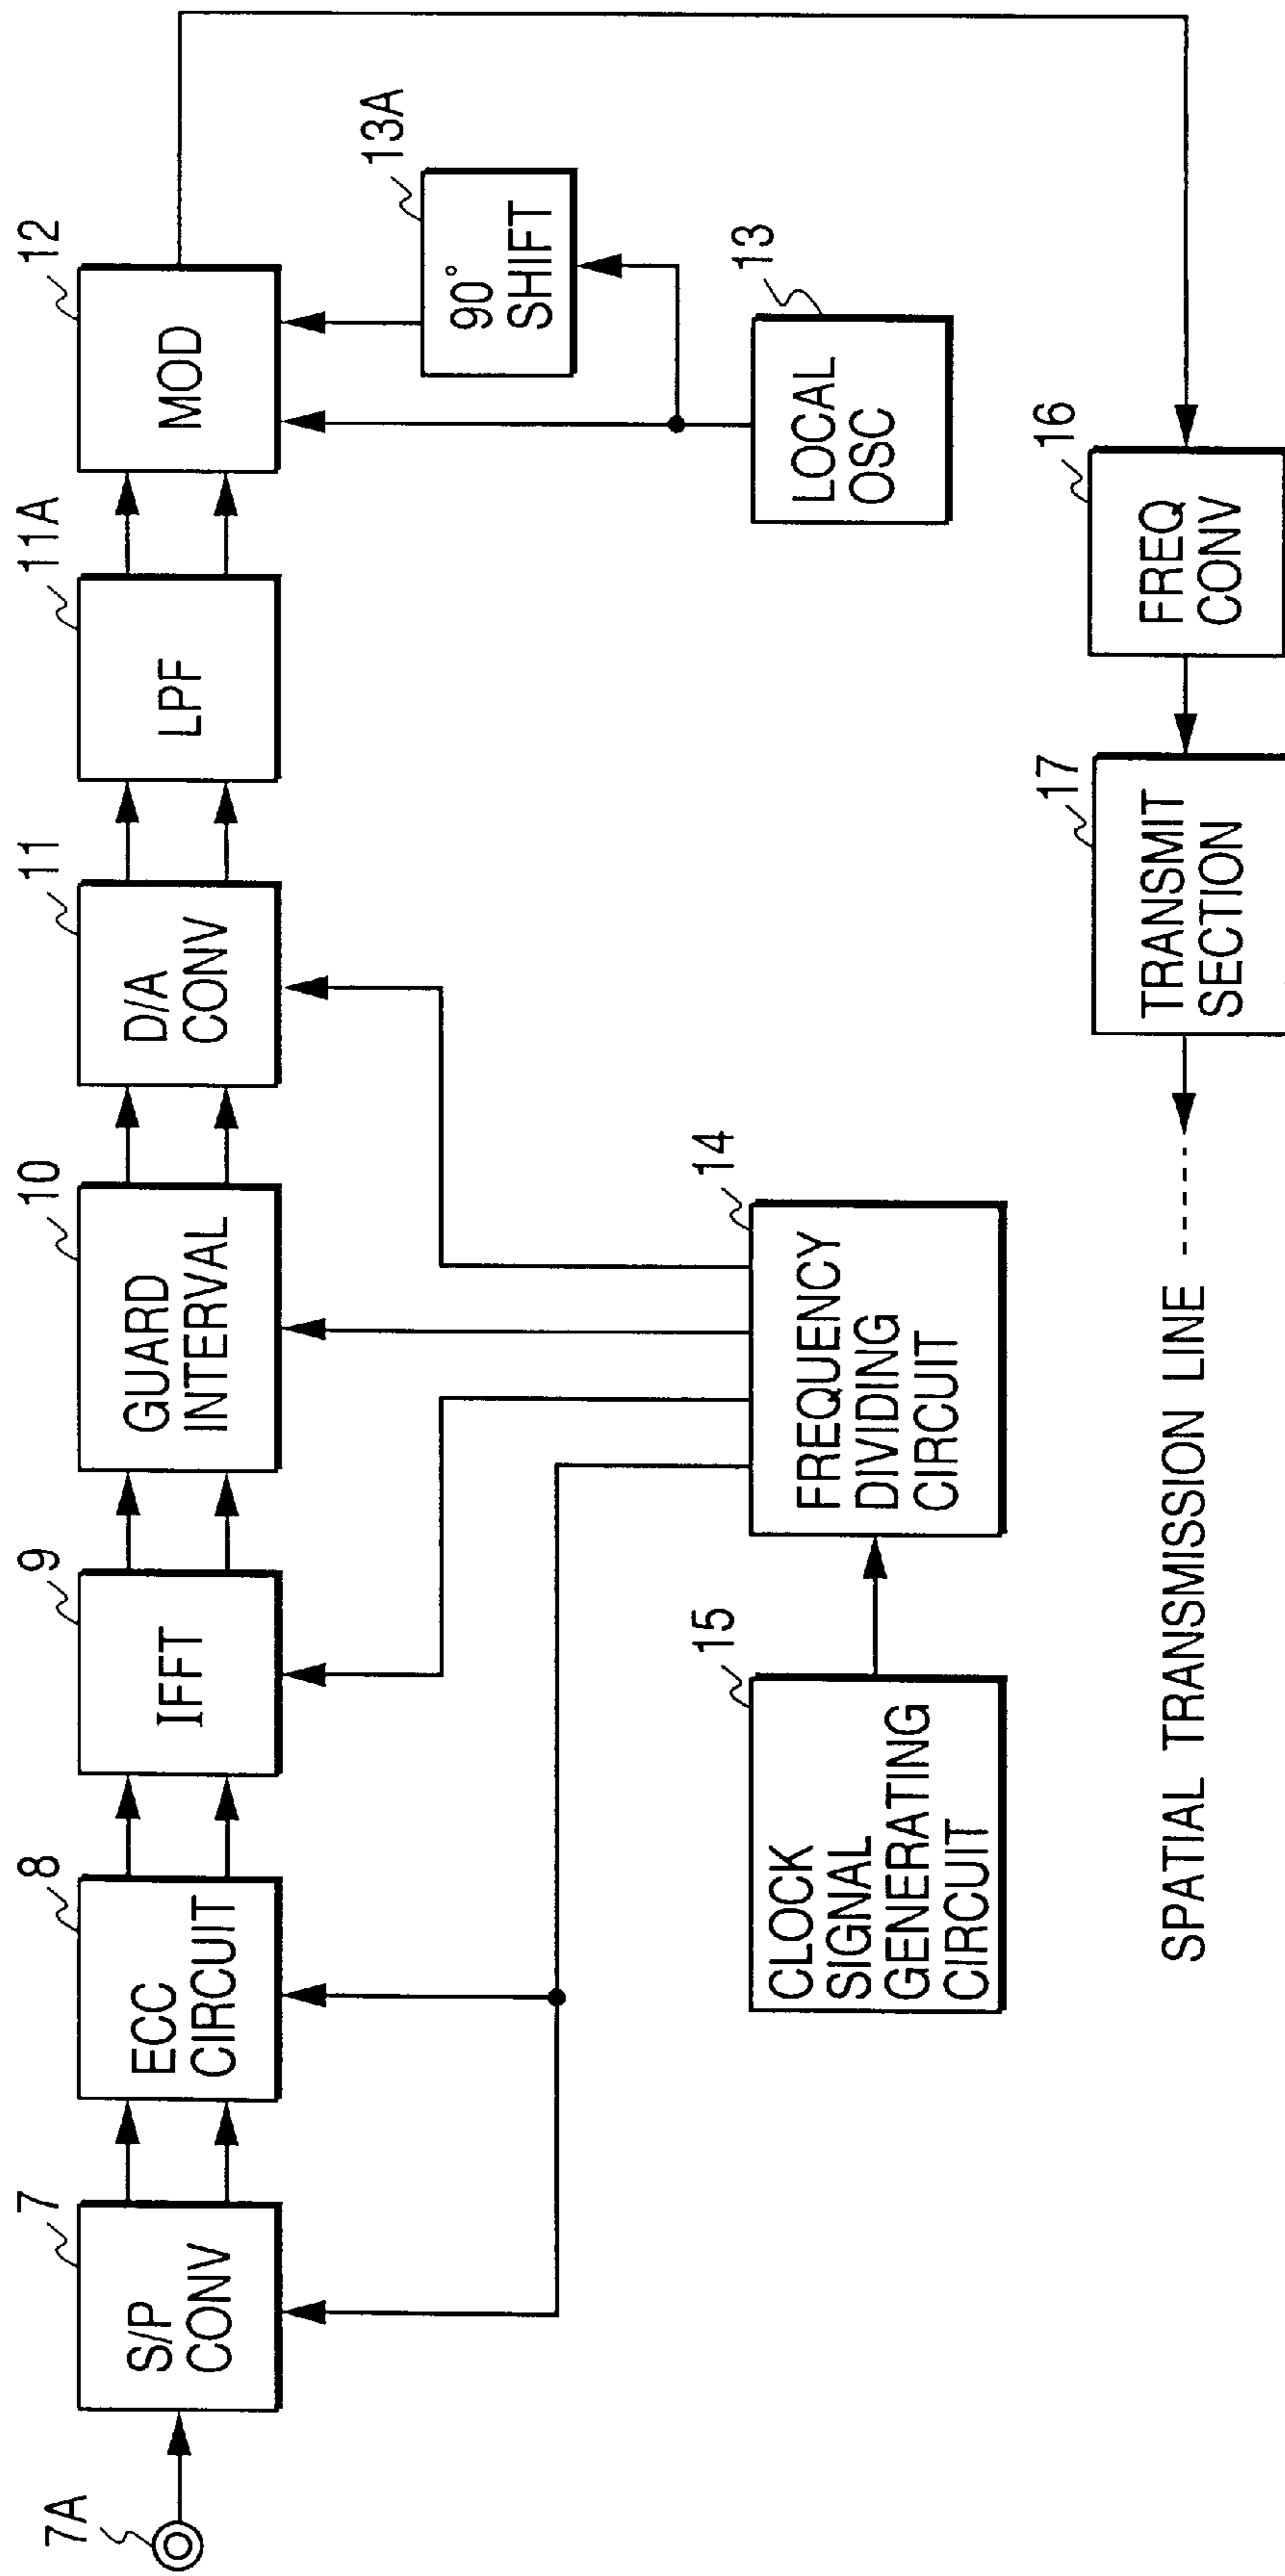 7A
7
S/P
CONV
8
ECC
CIRCUIT
9
IFFT
10
GUARD
INTERVAL
11
D/A
CONV
11A
LPF
12
MOD
13A
90°
SHIFT
13
LOCAL
OSC
14
FREQUENCY
DIVIDING
CIRCUIT
15
CLOCK
SIGNAL
GENERATING
CIRCUIT
16
FREQ
CONV
17
TRANSMIT
SECTION
SPATIAL TRANSMISSION LINE